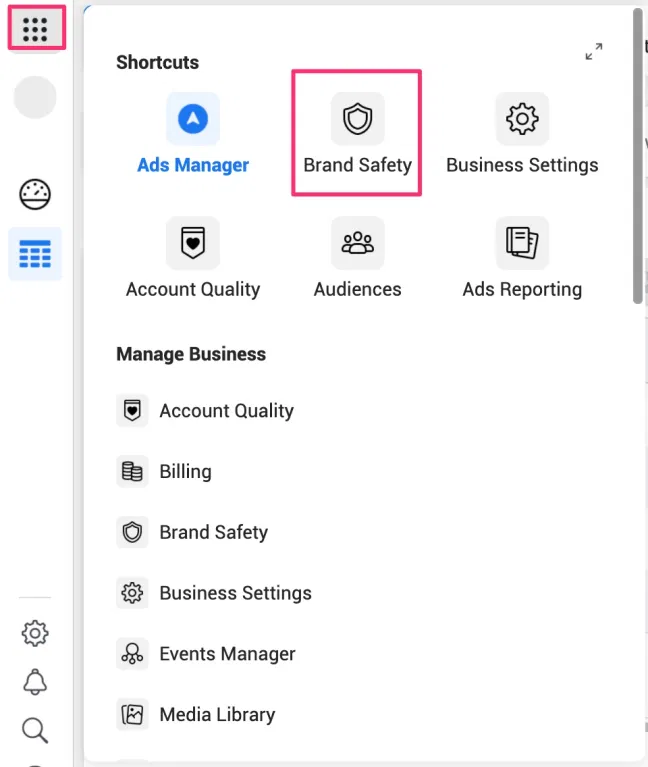 Shortcuts
Ads Manager
Brand Safety
Business Settings
Account Quality
Audiences
Ads Reporting
Manage Business
Account Quality
Billing
Brand Safety
Business Settings
Events Manager
Media Library